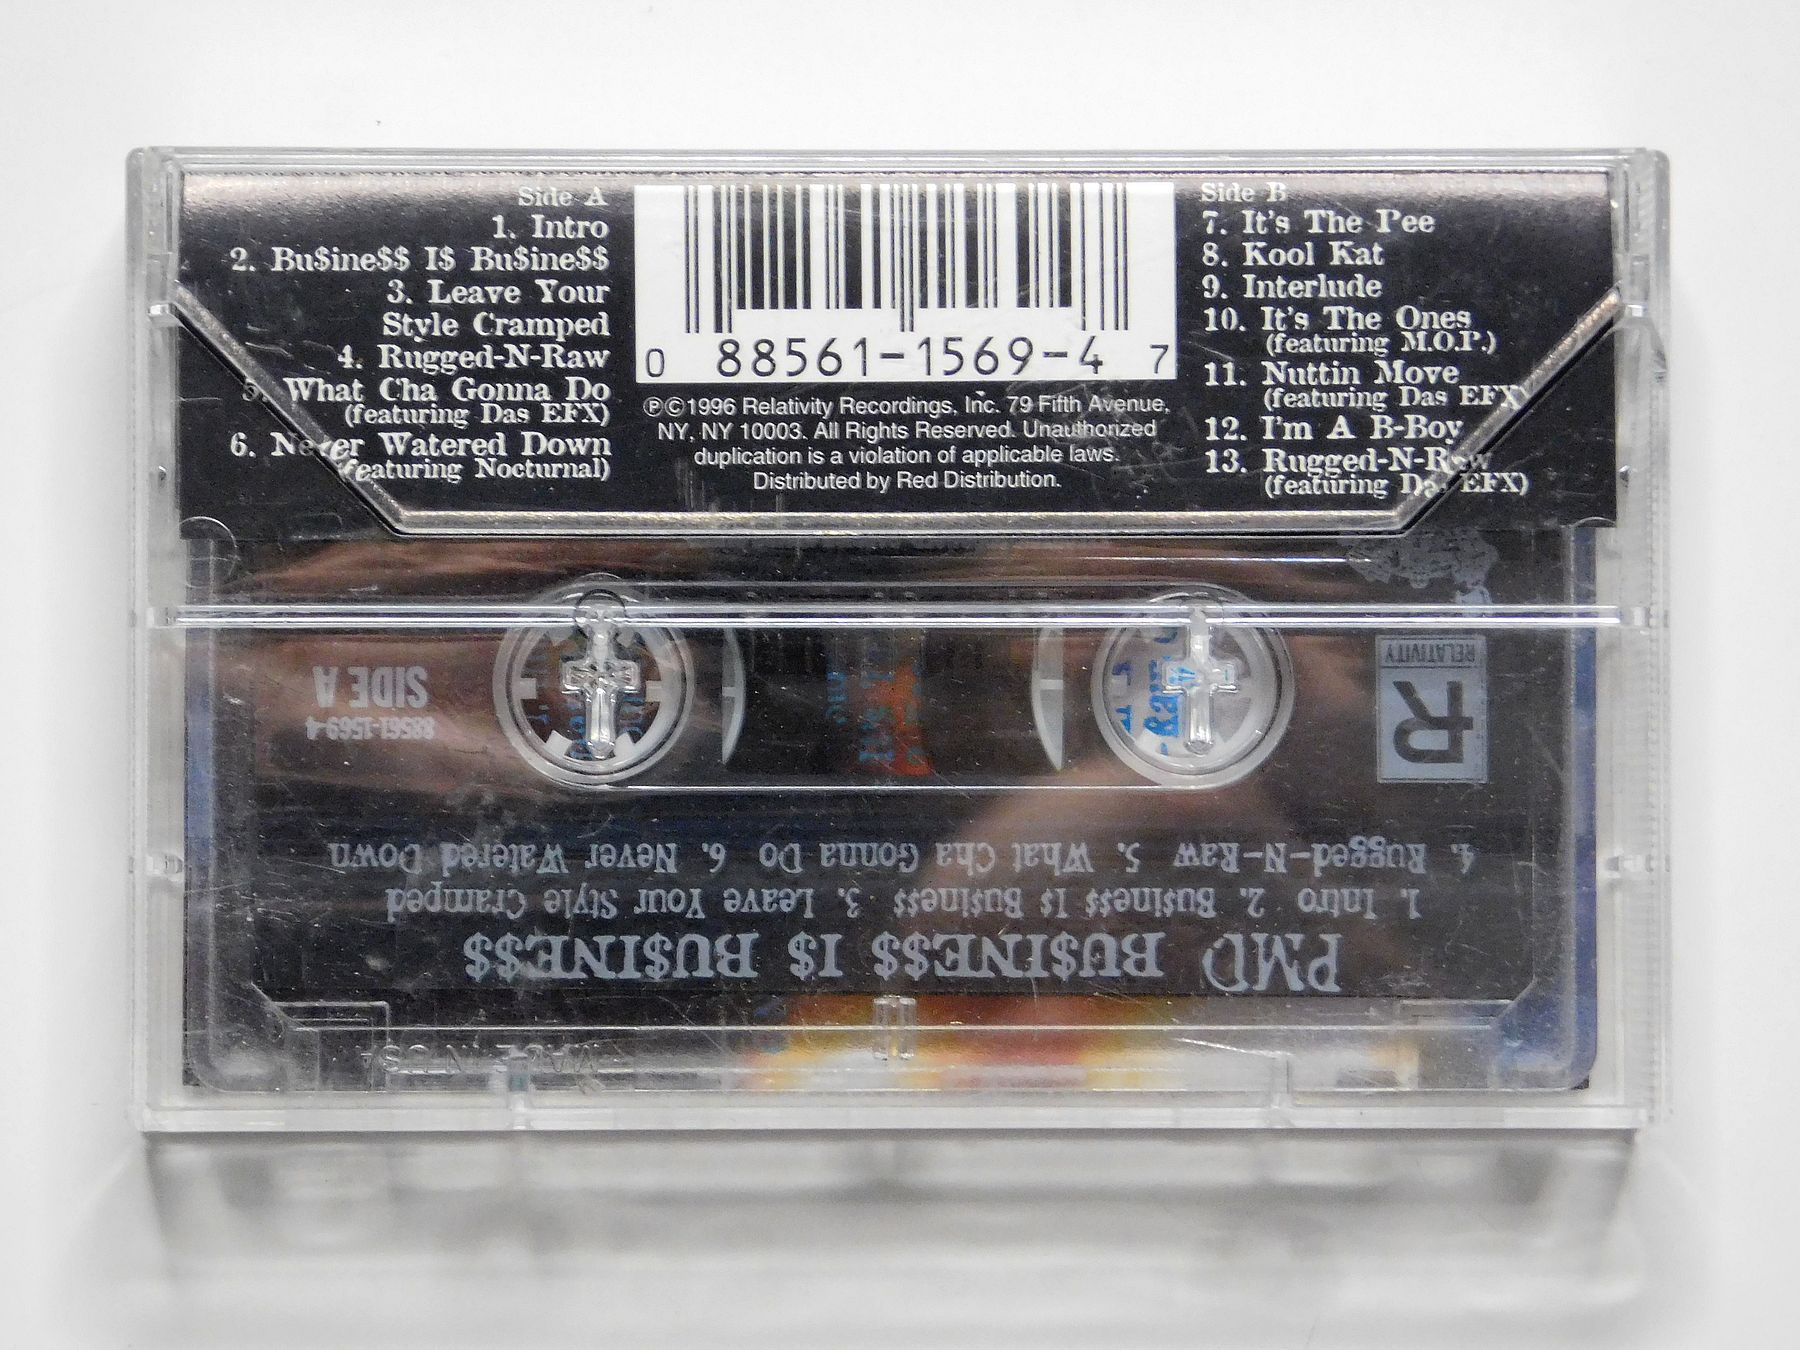 Side A
1. Intro
2. Bu$ine$$ I$ Bu$ine$$
3. Leave Your
Style Cramped
4. Rugged-N-Raw
5. What Cha Gonna Do
(featuring Das EFX)
6. Never Watered Down
(featuring Nocturnal)
0 88561-1569-4 7
℗©1996 Relativity Recordings, Inc. 79 Fifth Avenue,
NY, NY 10003. All Rights Reserved. Unauthorized
duplication is a violation of applicable laws.
Distributed by Red Distribution.
Side B
7. It's The Pee
8. Kool Kat
9. Interlude
10. It's The Ones
(featuring M.O.P.)
11. Nuttin Move
(featuring Das EFX)
12. I'm A B-Boy
13. Rugged-N-Raw
(featuring Das EFX)
PMD BU$INE$$ I$ BU$INE$$
1. Intro 2. Bu$ine$$ I$ Bu$ine$$ 3. Leave Your Style Cramped
4. Rugged-N-Raw 5. What Cha Gonna Do 6. Never Watered Down
R
RELATIVITY
88561-1569-4
SIDE A
-Raw